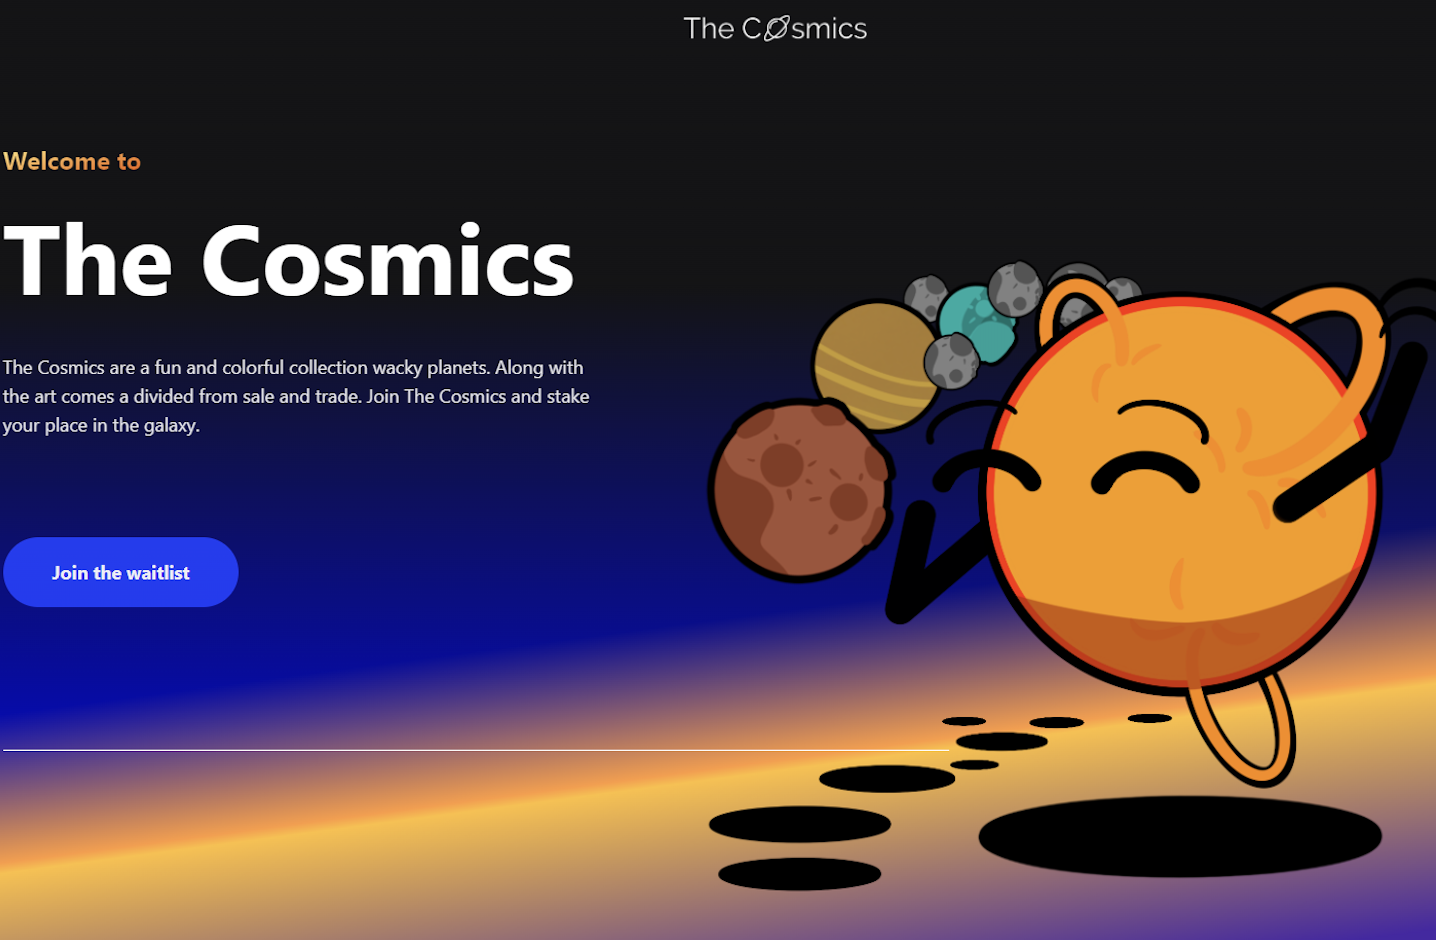 The Cosmics
Welcome to
The Cosmics
The Cosmics are a fun and colorful collection wacky planets. Along with
the art comes a divided from sale and trade. Join The Cosmics and stake
your place in the galaxy.
Join the waitlist